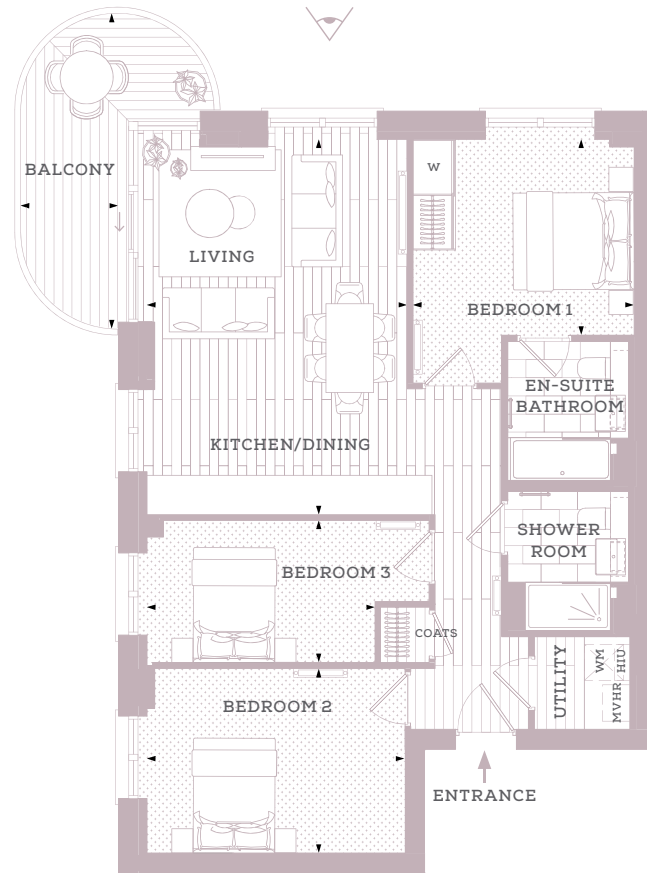 BALCONY
W
LIVING
BEDROOM 1
EN-SUITE
BATHROOM
KITCHEN/DINING
SHOWER
ROOM
BEDROOM 3
COATS
UTILITY
WM
HIU
MVHR
BEDROOM 2
ENTRANCE